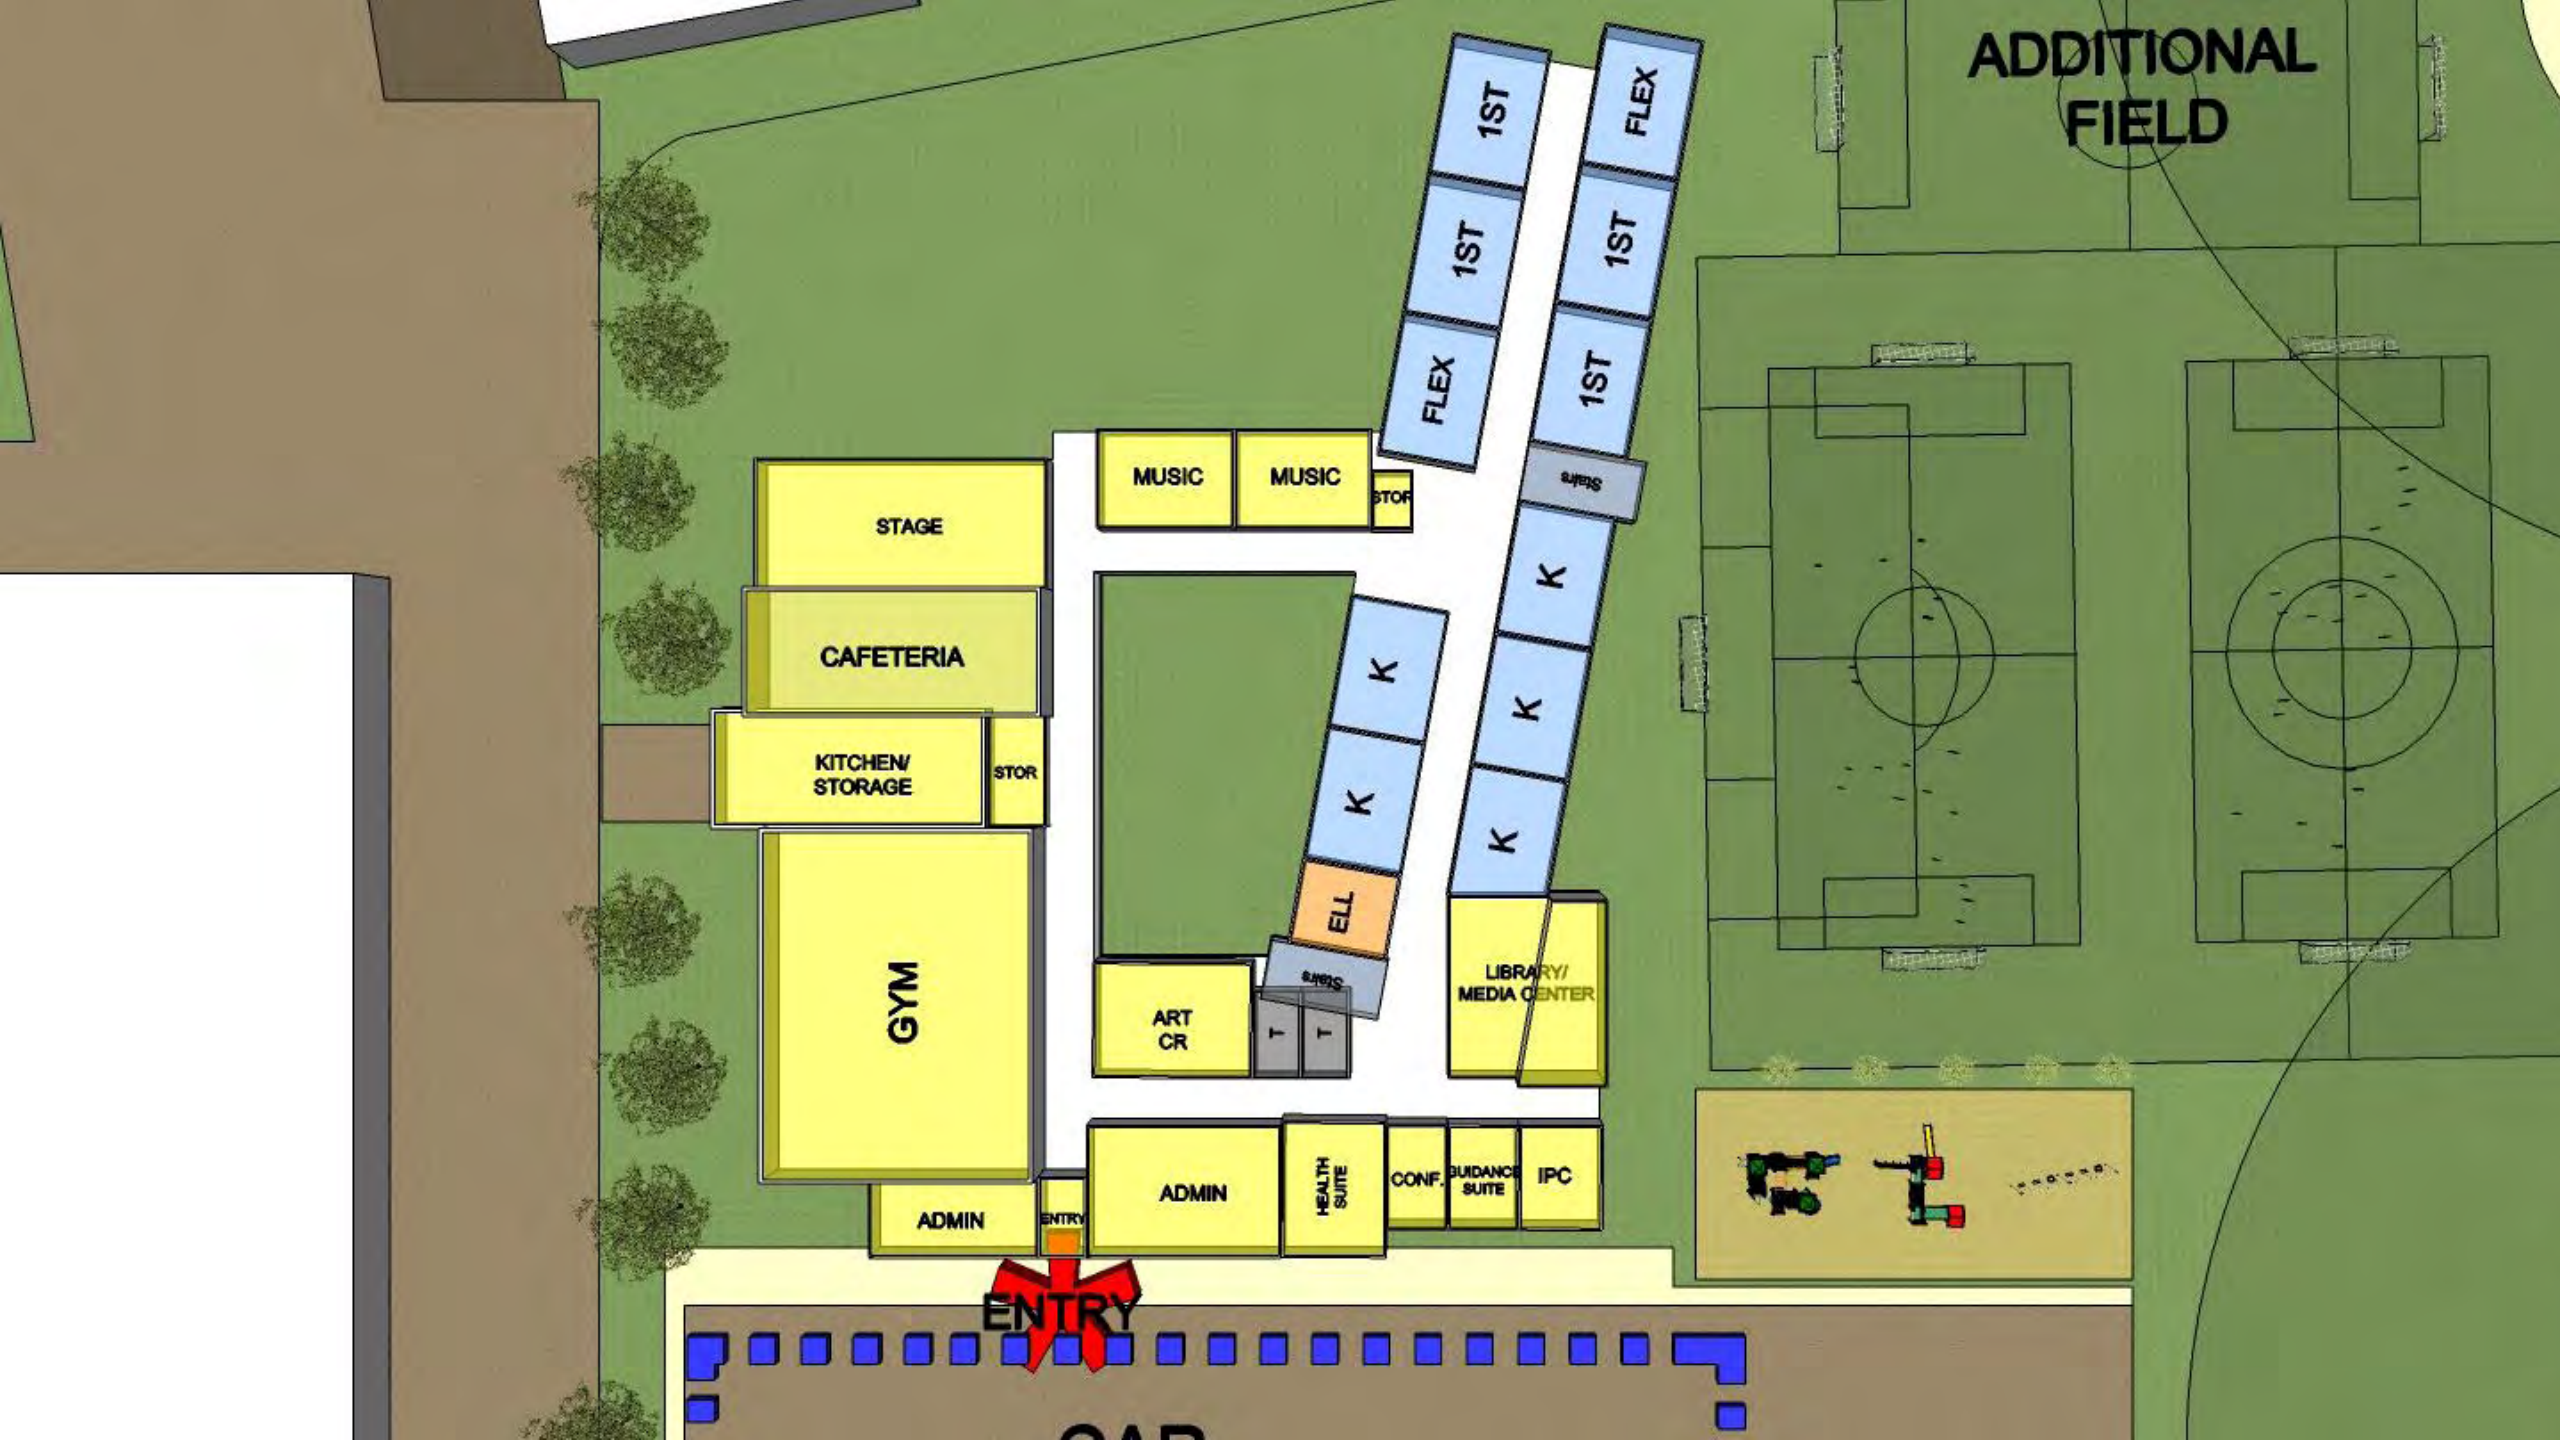 ADDITIONAL
FIELD
1ST
FLEX
1ST
1ST
FLEX
1ST
MUSIC
MUSIC
STOR
Stairs
STAGE
K
CAFETERIA
K
K
KITCHEN/
STORAGE
STOR
K
K
ELL
GYM
Stairs
LIBRARY/
MEDIA CENTER
ART
CR
T
T
ADMIN
ENTRY
ADMIN
HEALTH
SUITE
CONF.
GUIDANCE
SUITE
IPC
ENTRY
CAR